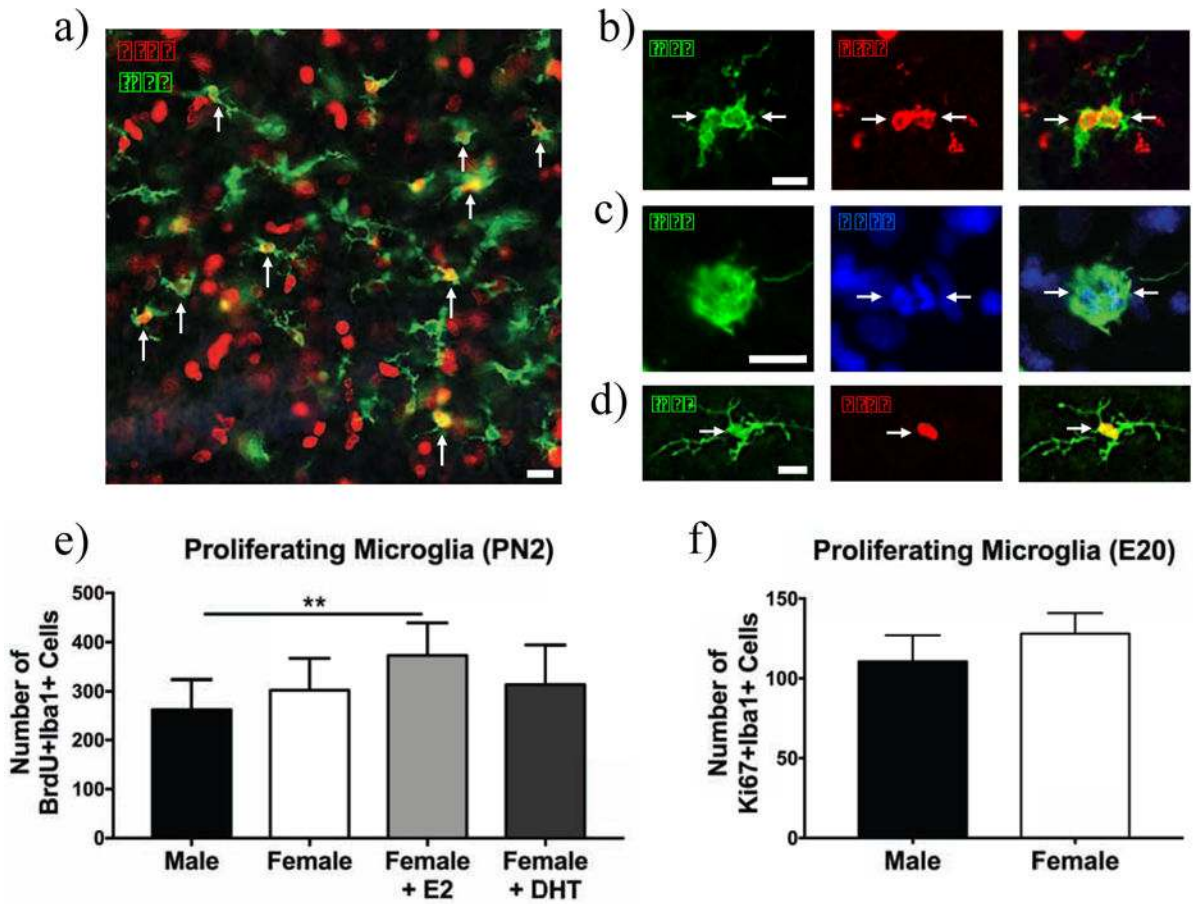 a)
b)
c)
d)
e)
Proliferating Microglia (PN2)
Number of
BrdU+Iba1+ Cells
500
400
300
200
100
0
**
Male
Female
Female
+ E2
Female
+ DHT
f)
Proliferating Microglia (E20)
Number of
Ki67+Iba1+ Cells
150
100
50
0
Male
Female